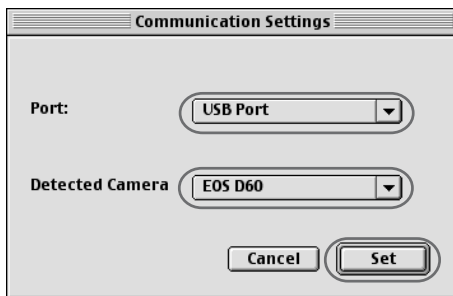 Communication Settings
Port: USB Port
Detected Camera EOS D60
Cancel Set